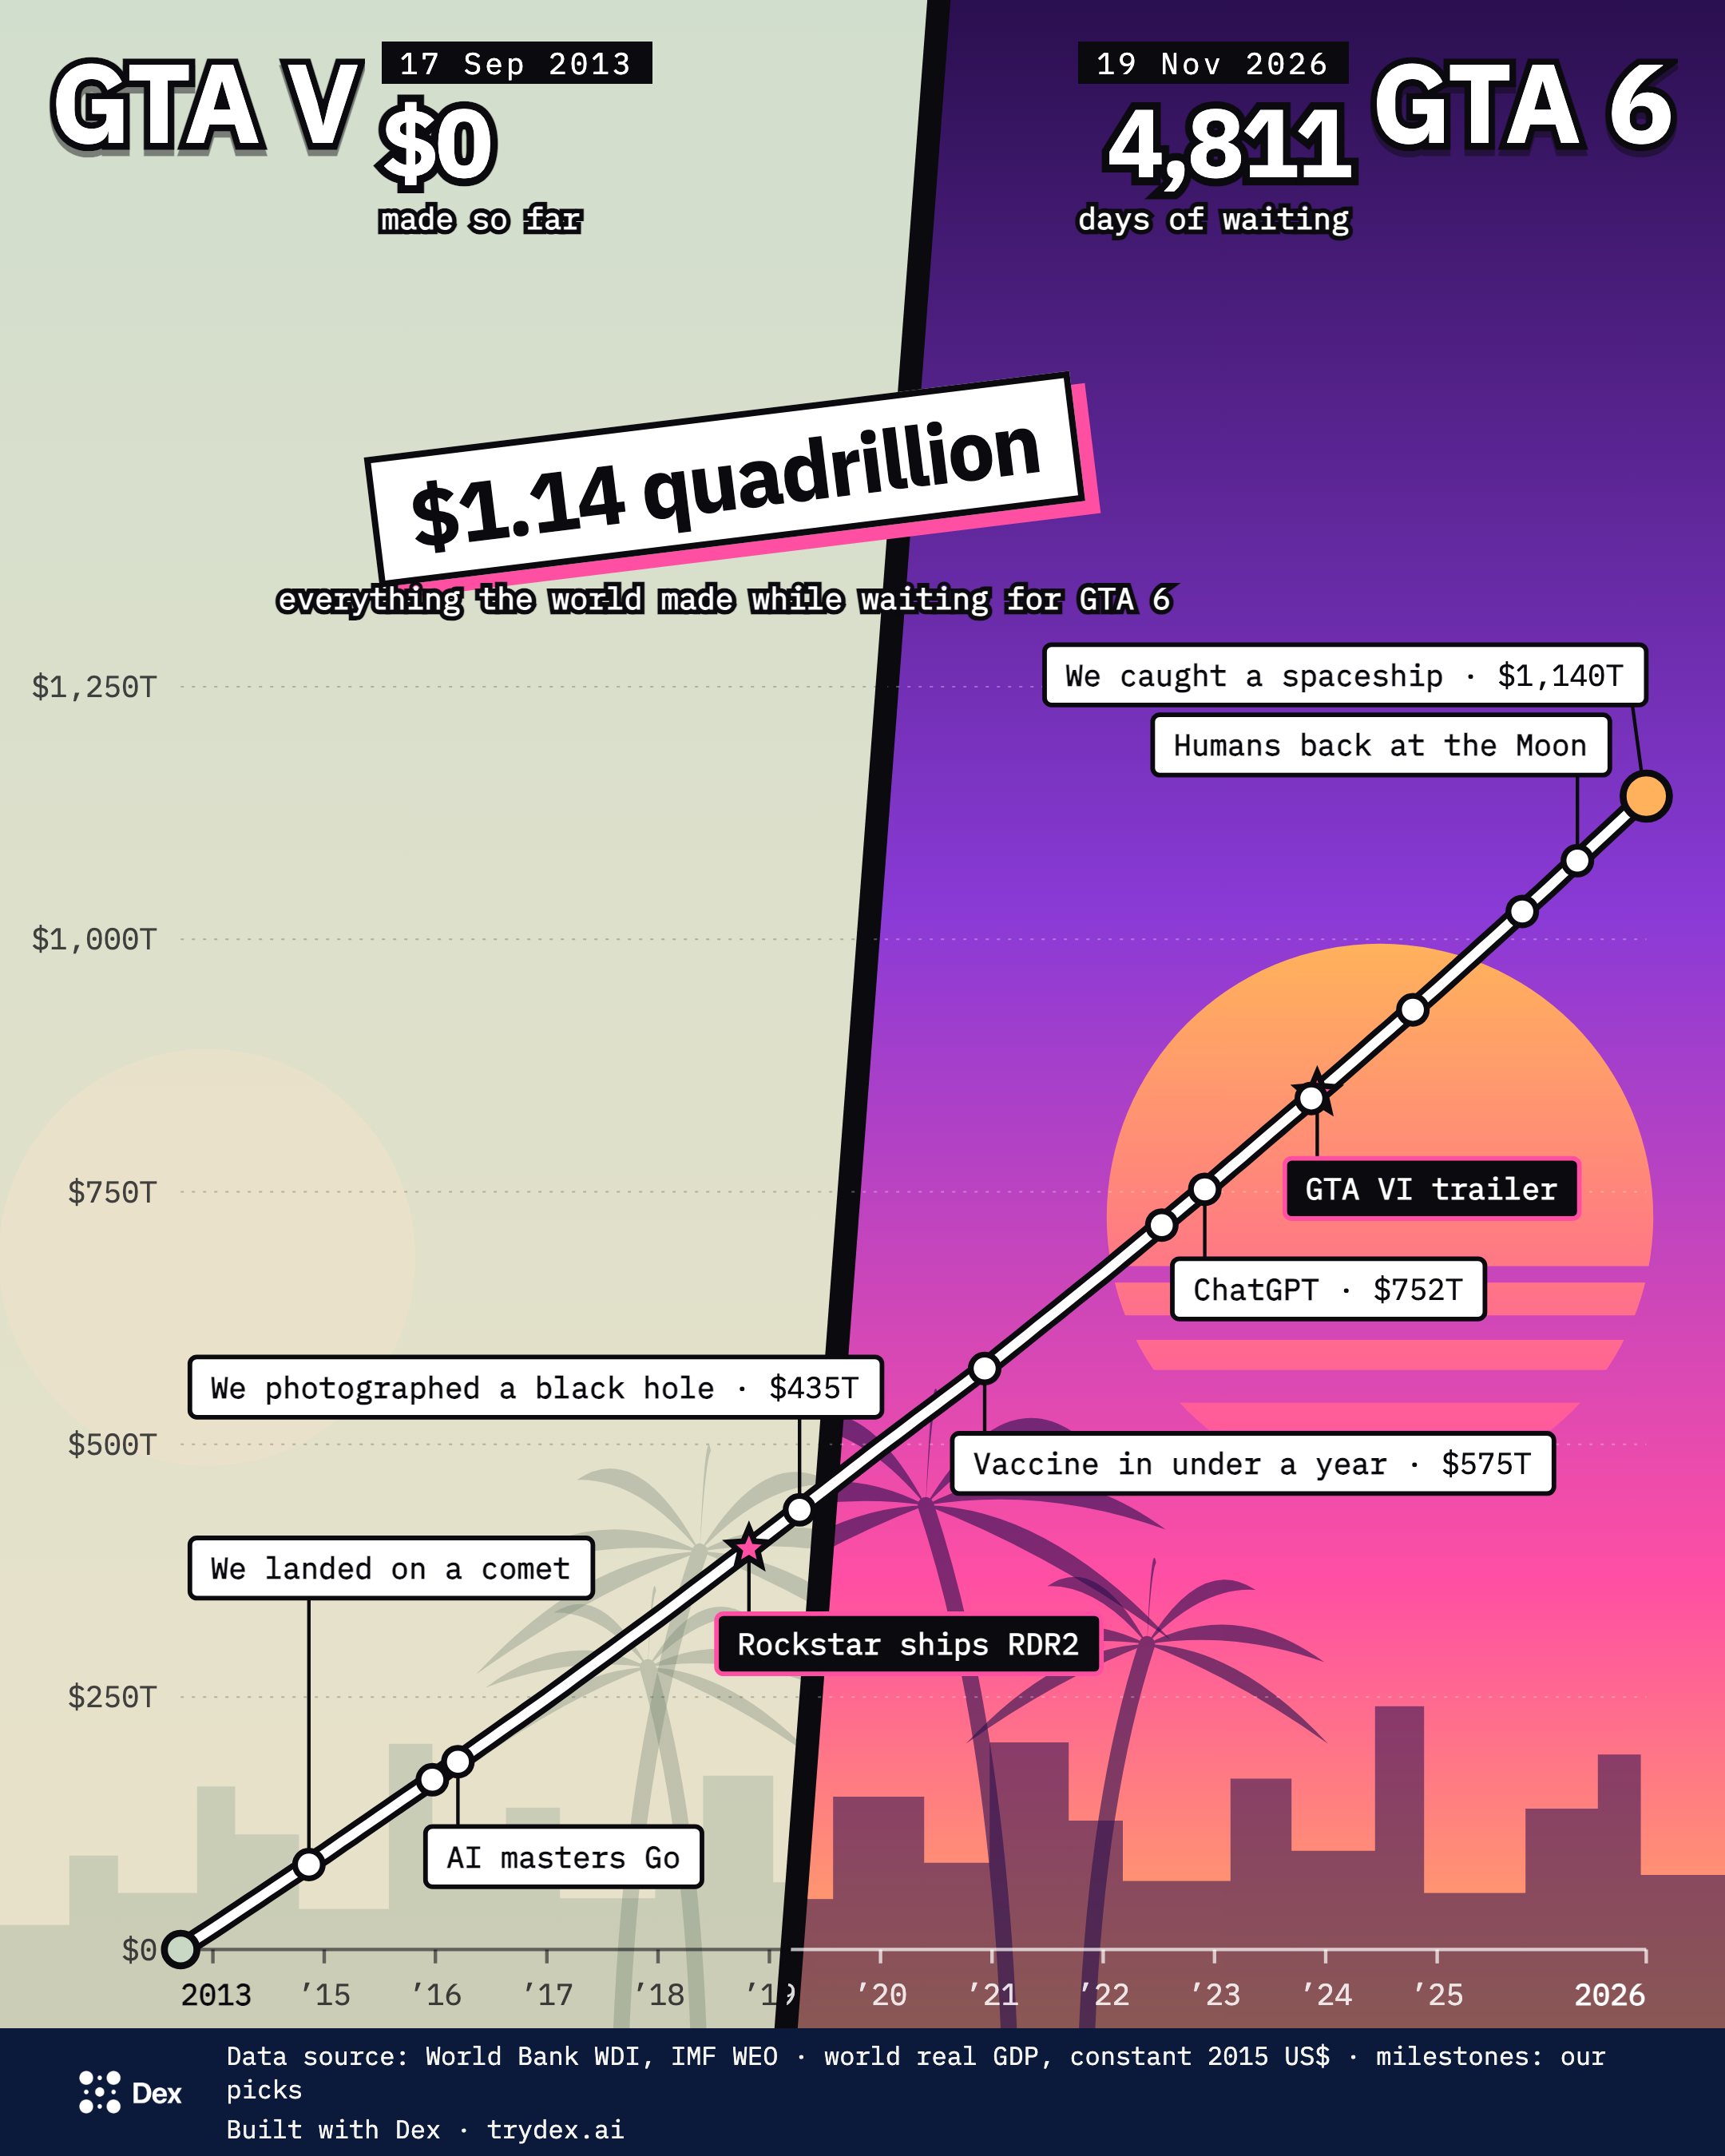 GTA V
17 Sep 2013
$0
made so far
19 Nov 2026
4,811
days of waiting
GTA 6
$1.14 quadrillion
everything the world made while waiting for GTA 6
$1,250T
We caught a spaceship · $1,140T
Humans back at the Moon
$1,000T
$750T
GTA VI trailer
ChatGPT · $752T
We photographed a black hole · $435T
$500T
Vaccine in under a year · $575T
We landed on a comet
Rockstar ships RDR2
$250T
AI masters Go
$0
2013 ’15 ’16 ’17 ’18 ’19 ’20 ’21 ’22 ’23 ’24 ’25 2026
Data source: World Bank WDI, IMF WEO · world real GDP, constant 2015 US$ · milestones: our
picks
Dex
Built with Dex · trydex.ai